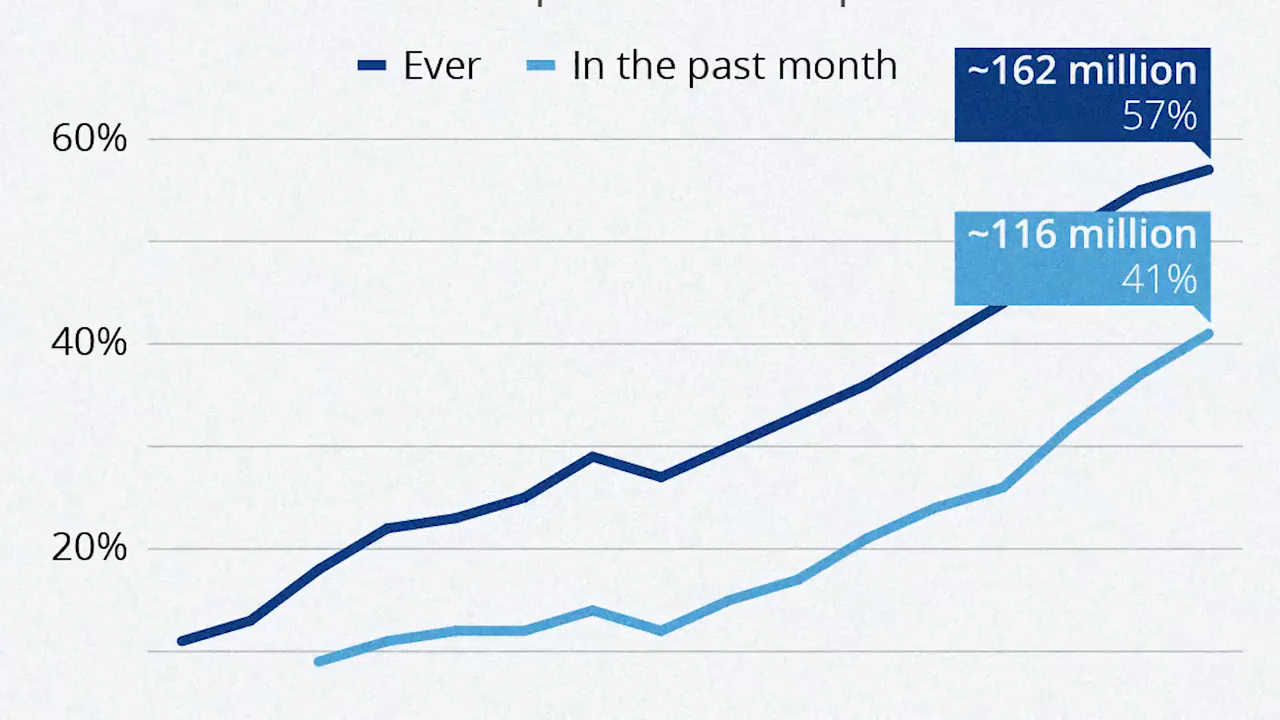 Ever
In the past month
~162 million
57%
60%
~116 million
41%
40%
20%